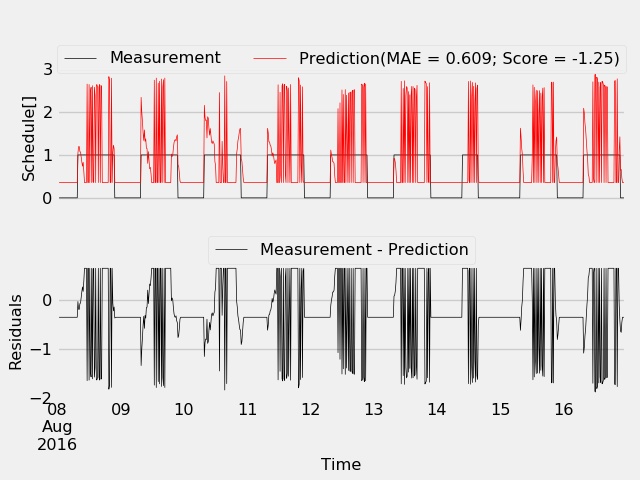 Measurement
Prediction(MAE = 0.609; Score = -1.25)
3
2
1
0
Schedule[]
Measurement - Prediction
0
−1
−2
Residuals
08 09 10 11 12 13 14 15 16
Aug
2016
Time